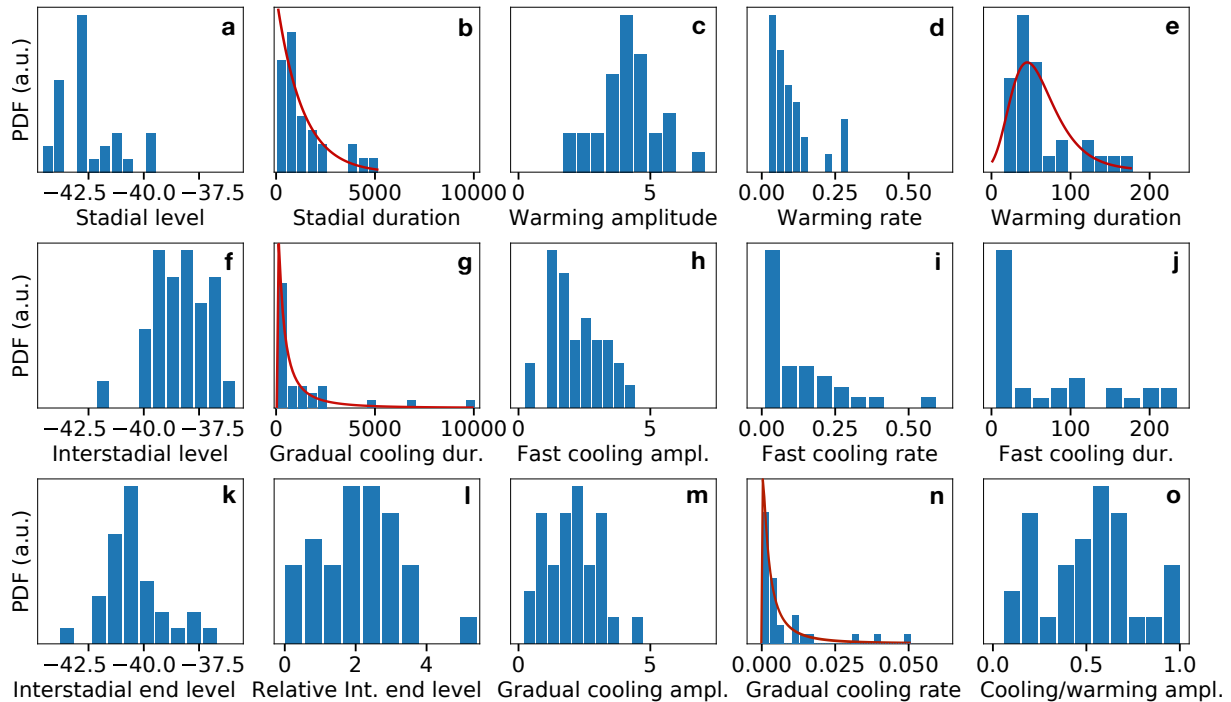 a b c d e
PDF (a.u.)
−42.5 −40.0 −37.5 0 5000 10000 0 5 0.00 0.25 0.50 0 100 200
Stadial level Stadial duration Warming amplitude Warming rate Warming duration
f g h i j
PDF (a.u.)
−42.5 −40.0 −37.5 0 5000 10000 0 5 0.00 0.25 0.50 0 100 200
Interstadial level Gradual cooling dur. Fast cooling ampl. Fast cooling rate Fast cooling dur.
k l m n o
PDF (a.u.)
−42.5 −40.0 −37.5 0 2 4 0 5 0.000 0.025 0.050 0.0 0.5 1.0
Interstadial end level Relative Int. end level Gradual cooling ampl. Gradual cooling rate Cooling/warming ampl.